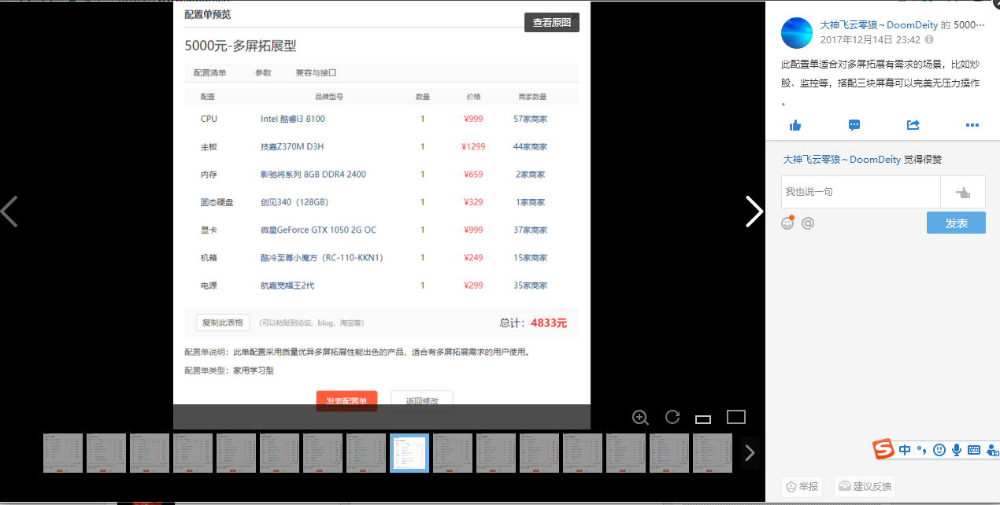 配置单预览
查看原图
5000元-多屏拓展型
配置清单 参数 兼容与接口
配置 品牌型号 数量 价格 商家数量
CPU Intel 酷睿i3 8100 1 ¥999 57家商家
主板 技嘉Z370M D3H 1 ¥1299 44家商家
内存 影驰将系列 8GB DDR4 2400 1 ¥659 2家商家
固态硬盘 创见340（128GB） 1 ¥329 1家商家
显卡 微星GeForce GTX 1050 2G OC 1 ¥999 37家商家
机箱 酷冷至尊小魔方（RC-110-KKN1） 1 ¥249 15家商家
电源 航嘉宽幅王2代 1 ¥299 35家商家
复制此表格 （可以粘贴到论坛、blog、淘宝等） 总计：4833元
配置单说明：此单配置采用质量优异多屏拓展性能出色的产品，适合有多屏拓展需求的用户使用。
配置单类型：家用学习型
发表配置单 返回修改
大神飞云零狼～DoomDeity 的 5000…
2017年12月14日 23:42
此配置单适合对多屏拓展有需求的场景，比如炒
股、监控等，搭配三块屏幕可以完美无压力操作
。
大神飞云零狼～DoomDeity 觉得很赞
我也说一句
@
发表
S 中
举报 建议反馈